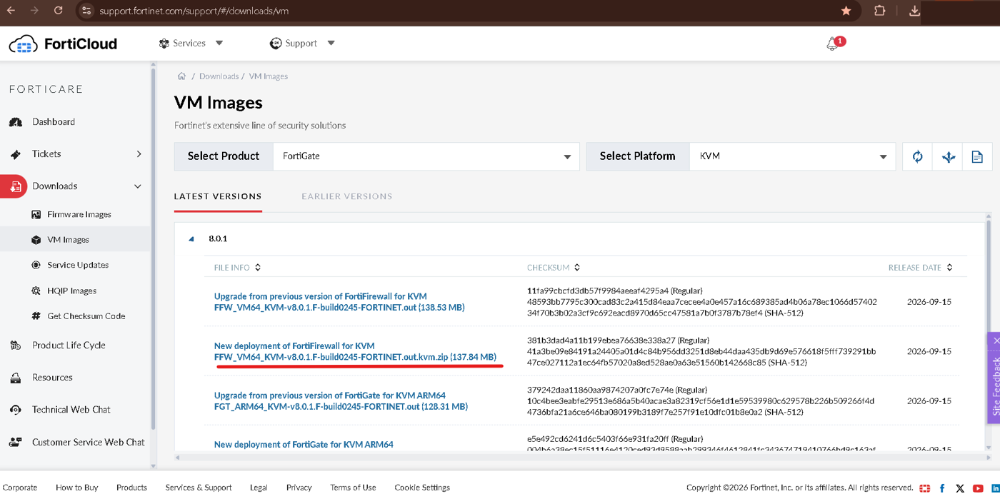 support.fortinet.com/support/#/downloads/vm
FortiCloud
Services
Support
1
FORTICARE
Dashboard
Tickets
Downloads
Firmware Images
VM Images
Service Updates
HQIP Images
Get Checksum Code
Product Life Cycle
Resources
Technical Web Chat
Customer Service Web Chat
/ Downloads / VM Images
VM Images
Fortinet's extensive line of security solutions
Select Product FortiGate
Select Platform KVM
LATEST VERSIONS EARLIER VERSIONS
8.0.1
FILE INFO CHECKSUM RELEASE DATE
Upgrade from previous version of FortiFirewall for KVM
FFW_VM64_KVM-v8.0.1.F-build0245-FORTINET.out (138.53 MB)
11fa99cbcfd3db57f9984aeeaf4295a4 (Regular)
48593bb7795c300cad83c2a415d84eaa7cecee4a0e457a16c689385ad4b06a78ec1066d57402
34f70b3b02a3cf9c692eacd8970d65cc47581a7b0f3787b78ef4 (SHA-512)
2026-09-15
New deployment of FortiFirewall for KVM
FFW_VM64_KVM-v8.0.1.F-build0245-FORTINET.out.kvm.zip (137.84 MB)
381b3dad4a11b199ebea76638e338a27 (Regular)
41a3be09e84191a24405a01d4c84b956dd3251d8eb44daa435db9d69e576618f5fff739291bb
47ce027112a1ec64fb57020a8ed528ae0a63e51560b142668c85 (SHA-512)
2026-09-15
Upgrade from previous version of FortiGate for KVM ARM64
FGT_ARM64_KVM-v8.0.1.F-build0245-FORTINET.out (128.31 MB)
379242daa11860aa9874207a0fc7e74e (Regular)
10c4bee3eabfe29513e686a5b40acae3a82319cf56e1d1e59539980c629578b226b509266f4d
4736bfa21a6ce646ba080199b3189f7e257f91e10dfc01b8e0a2 (SHA-512)
2026-09-15
New deployment of FortiGate for KVM ARM64
e5e492cd6241d6c5403f66e931fa20ff (Regular)
2026-09-15
Site Feedback
Corporate How to Buy Products Services & Support Legal Privacy Terms of Use Cookie Settings
Copyright ©2026 Fortinet, Inc. or its affiliates. All rights reserved.